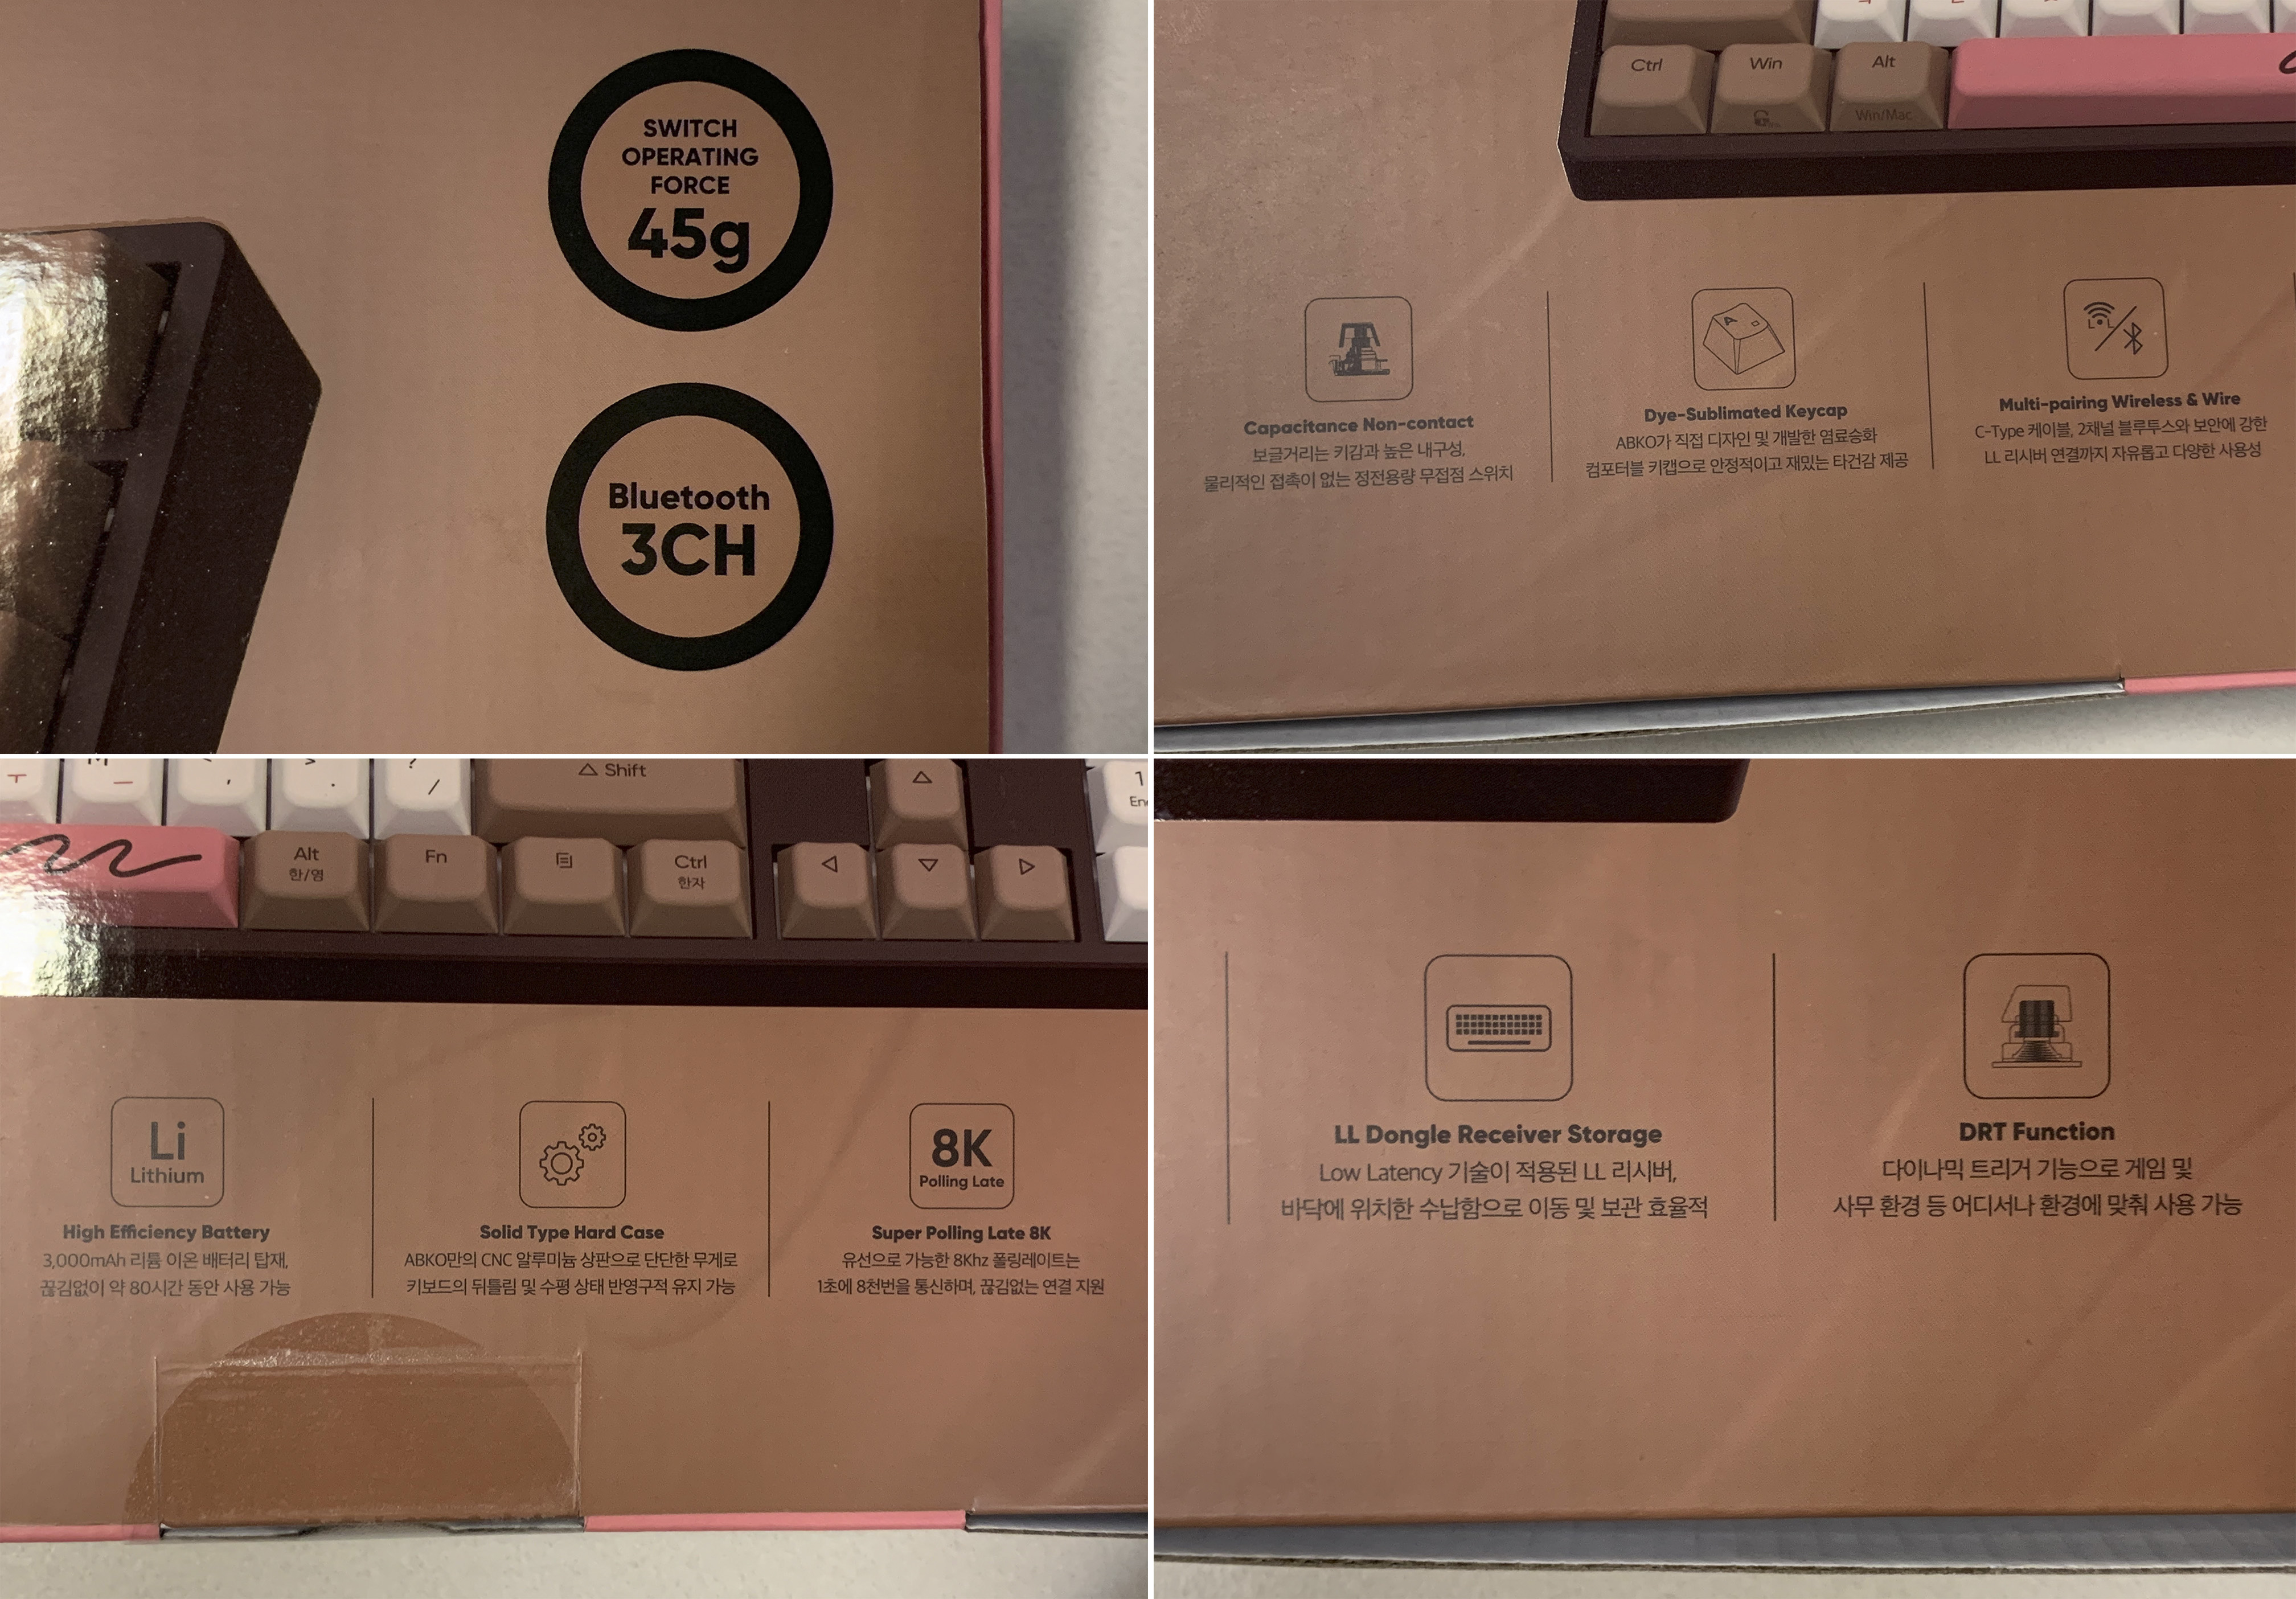 SWITCH
OPERATING
FORCE
45g
Bluetooth
3CH
Ctrl
Win
Alt
Win/Mac
A
LL
Capacitance Non-contact
보글거리는 키감과 높은 내구성,
물리적인 접촉이 없는 정전용량 무접점 스위치
Dye-Sublimated Keycap
ABKO가 직접 디자인 및 개발한 염료승화
컴포터블 키캡으로 안정적이고 재밌는 타건감 제공
Multi-pairing Wireless & Wire
C-Type 케이블, 2채널 블루투스와 보안에 강한
LL 리시버 연결까지 자유롭고 다양한 사용성
M
ㅜ ㅡ , . /
△ Shift
Alt
한/영
Fn
Ctrl
한자
1
Li
Lithium
High Efficiency Battery
3,000mAh 리튬 이온 배터리 탑재,
끊김없이 약 80시간 동안 사용 가능
Solid Type Hard Case
ABKO만의 CNC 알루미늄 상판으로 단단한 무게로
키보드의 뒤틀림 및 수평 상태 반영구적 유지 가능
8K
Polling Late
Super Polling Late 8K
유선으로 가능한 8Khz 폴링레이트는
1초에 8천번을 통신하며, 끊김없는 연결 지원
LL Dongle Receiver Storage
Low Latency 기술이 적용된 LL 리시버,
바닥에 위치한 수납함으로 이동 및 보관 효율적
DRT Function
다이나믹 트리거 기능으로 게임 및
사무 환경 등 어디서나 환경에 맞춰 사용 가능